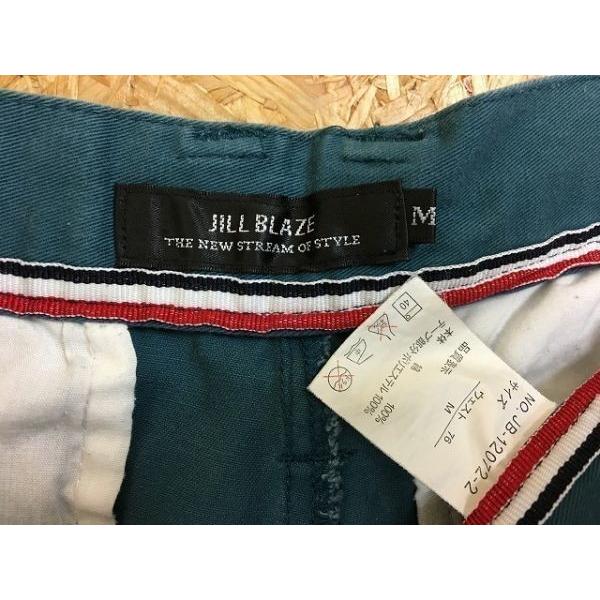 JILL BLAZE
THE NEW STREAM OF STYLE
M
NO.JB-12072-2
サイズ M
ウェスト 76
品質表示
本体 綿 100%
テープ部分 ポリエステル 100%
40